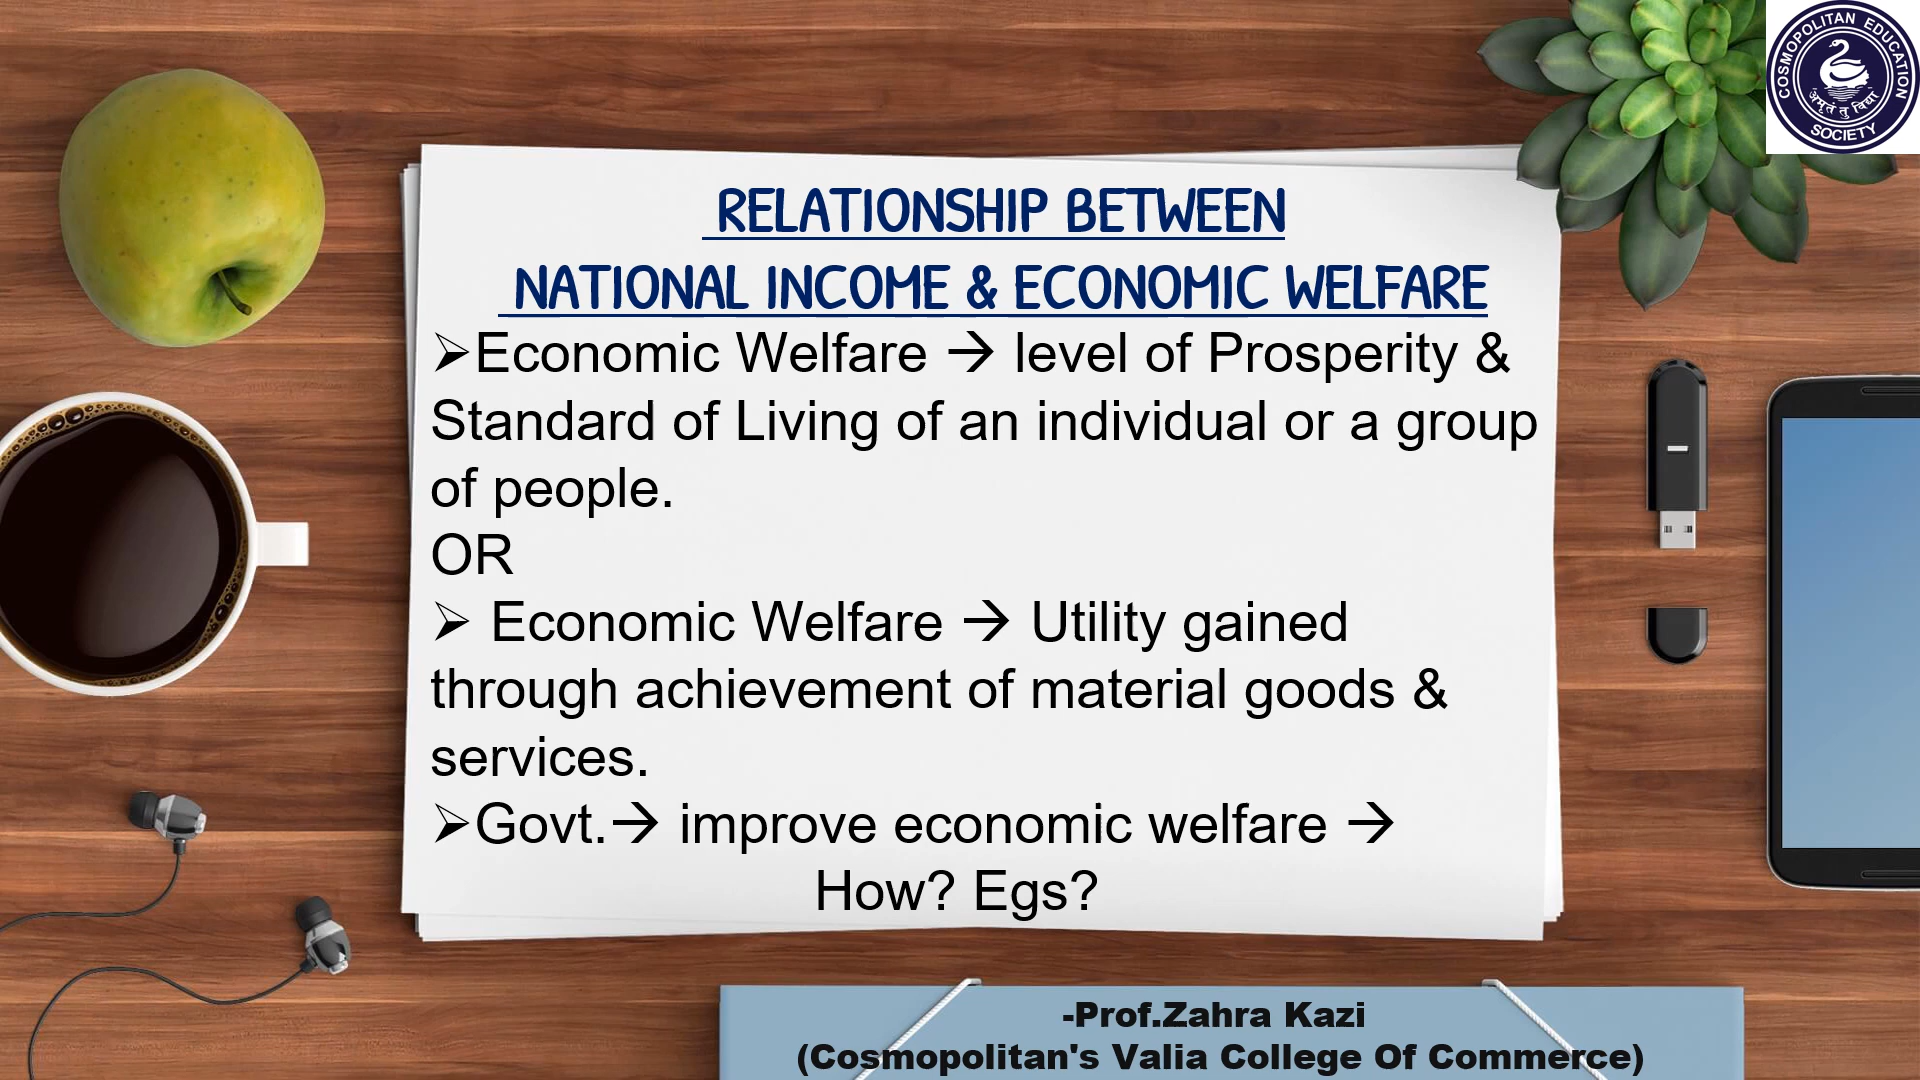 COSMOPOLITAN EDUCATION
अमृतं तु विद्या
SOCIETY
RELATIONSHIP BETWEEN
NATIONAL INCOME & ECONOMIC WELFARE
➢Economic Welfare → level of Prosperity &
Standard of Living of an individual or a group
of people.
OR
➢ Economic Welfare → Utility gained
through achievement of material goods &
services.
➢Govt.→ improve economic welfare →
How? Egs?
-Prof.Zahra Kazi
(Cosmopolitan's Valia College Of Commerce)